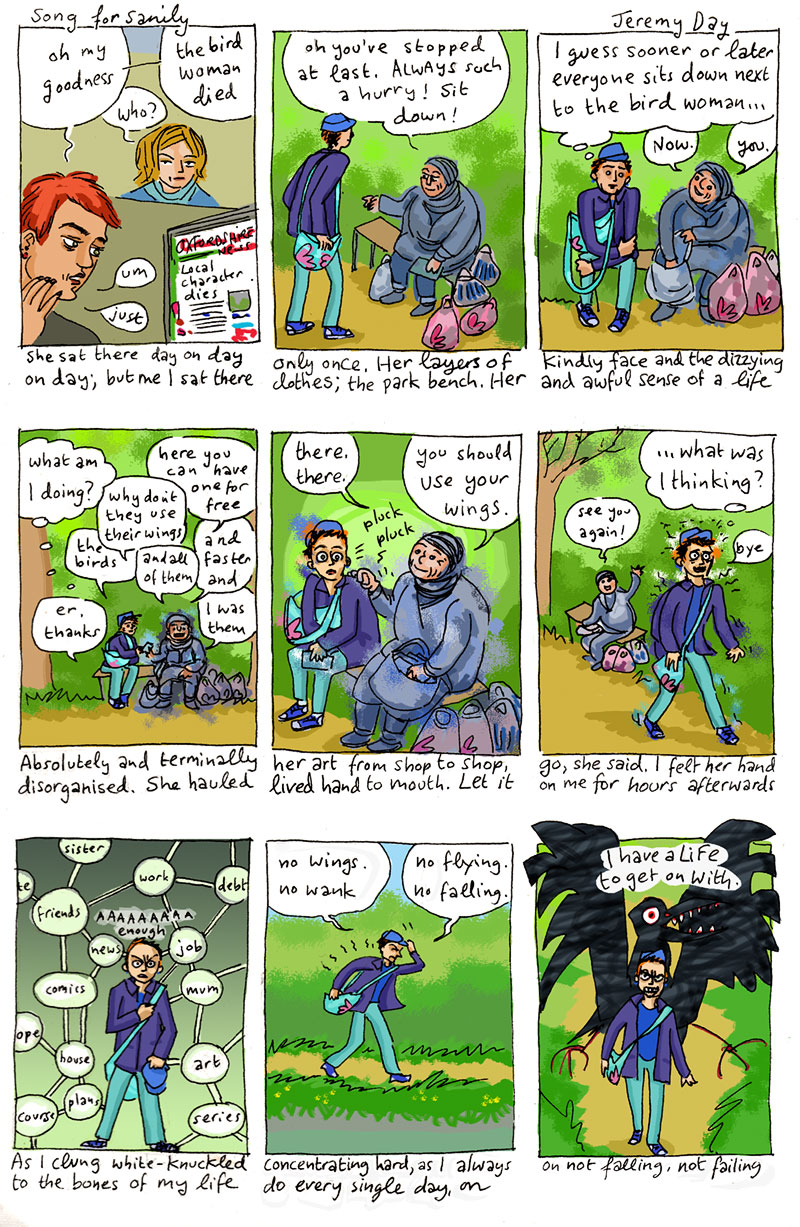 Song for Sanily
Jeremy Day
oh my
goodness
the bird
woman
died
who?
um
just
OXFORDSHIRE
NEWS
Local
character
dies
She sat there day on day
on day; but me I sat there
oh you've stopped
at last. ALWAYS such
a hurry! Sit
down!
only once. Her layers of
clothes; the park bench. Her
I guess sooner or later
everyone sits down next
to the bird woman...
Now.
you.
Kindly face and the dizzying
and awful sense of a life
what am
I doing?
here you
can have
one for
free
why don't
they use
their wings
the
birds
and all
of them
and
faster
and
er,
thanks
I was
them
Absolutely and terminally
disorganised. She hauled
there,
there.
you should
use your
wings.
pluck
pluck
her art from shop to shop,
lived hand to mouth. Let it
...what was
I thinking?
see you
again!
bye
go, she said. I felt her hand
on me for hours afterwards
sister
work
debt
te
friends
AAAAAAAAA
enough
news
job
comics
mum
ope
house
art
plans
course
series
As I clung white-knuckled
to the bones of my life
no wings.
no wank
no flying.
no falling.
Concentrating hard, as I always
do every single day, on
I have a LiFe
to get on with.
on not falling, not failing